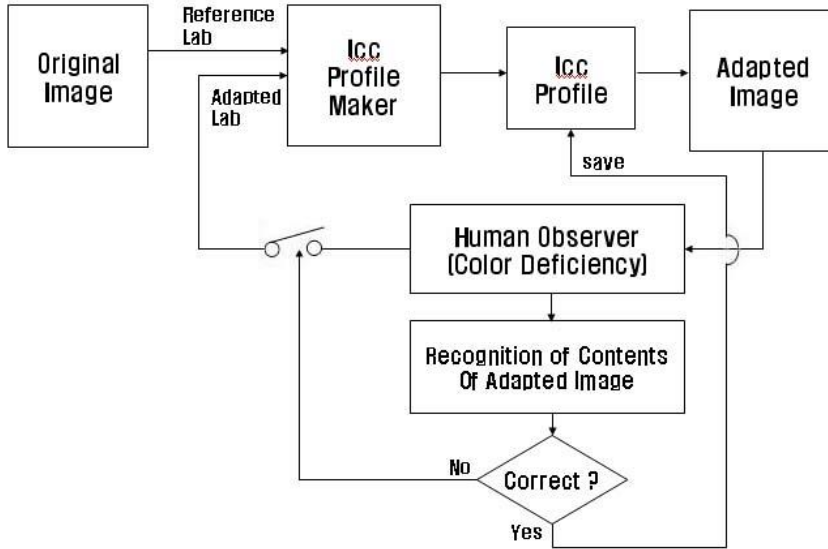 Reference
Lab
Original
Image
Adapted
Lab
Icc
Profile
Maker
Icc
Profile
Adapted
Image
save
Human Observer
(Color Deficiency)
Recognition of Contents
Of Adapted Image
No
Correct ?
Yes